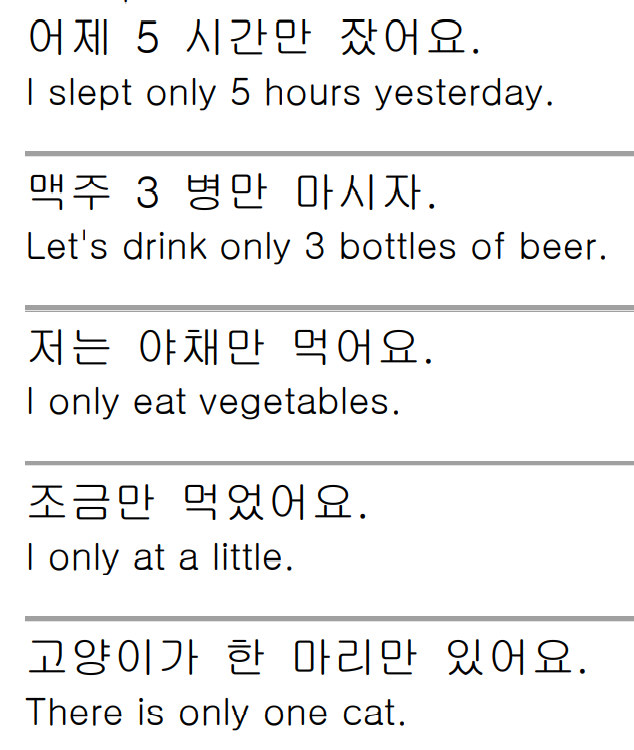 어제 5 시간만 잤어요.
I slept only 5 hours yesterday.
맥주 3 병만 마시자.
Let's drink only 3 bottles of beer.
저는 야채만 먹어요.
I only eat vegetables.
조금만 먹었어요.
I only at a little.
고양이가 한 마리만 있어요.
There is only one cat.